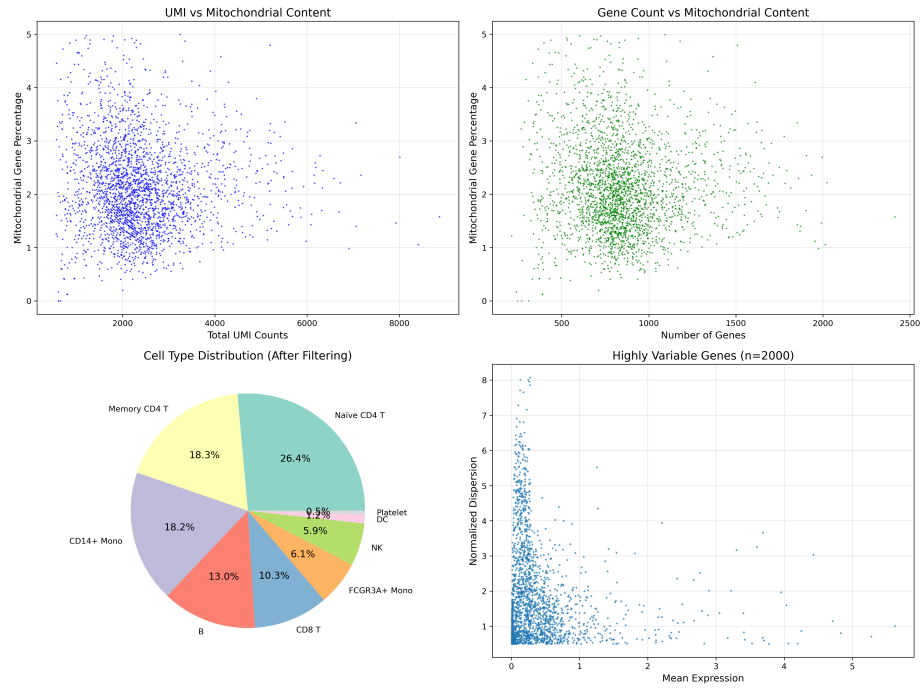 UMI vs Mitochondrial Content
5
4
3
2
1
0
Mitochondrial Gene Percentage
2000
4000
6000
8000
Total UMI Counts
Gene Count vs Mitochondrial Content
5
4
3
2
1
0
Mitochondrial Gene Percentage
500
1000
1500
2000
2500
Number of Genes
Cell Type Distribution (After Filtering)
Naive CD4 T
26.4%
Memory CD4 T
18.3%
CD14+ Mono
18.2%
B
13.0%
CD8 T
10.3%
FCGR3A+ Mono
6.1%
NK
5.9%
DC
1.2%
Platelet
0.5%
Highly Variable Genes (n=2000)
8
7
6
5
4
3
2
1
Normalized Dispersion
0
1
2
3
4
5
Mean Expression